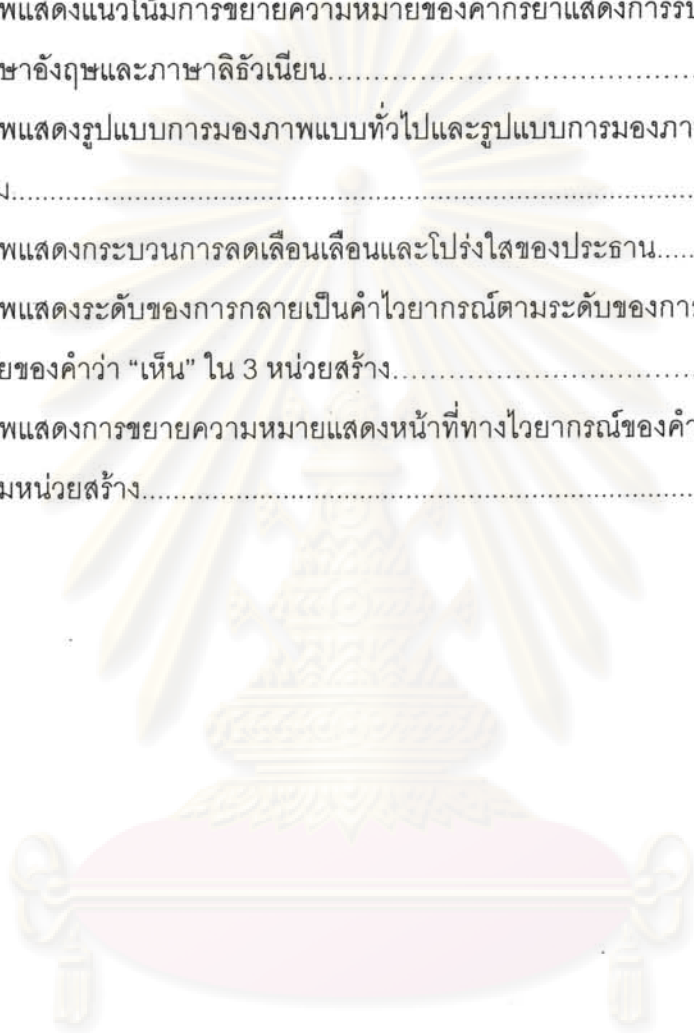 พแสดงแนวโน้มการขยายความหมายของคำกริยาแสดงการรับ
ษาอังกฤษและภาษาลิธัวเนียน........................................
พแสดงรูปแบบการมองภาพแบบทั่วไปและรูปแบบการมองภา
ม................................................................................
พแสดงกระบวนการลดเลือนเลือนและโปร่งใสของประธาน......
พแสดงระดับของการกลายเป็นคำไวยากรณ์ตามระดับของการ
ยของคำว่า “เห็น” ใน 3 หน่วยสร้าง..................................
พแสดงการขยายความหมายแสดงหน้าที่ทางไวยากรณ์ของคำ
มหน่วยสร้าง................................................................